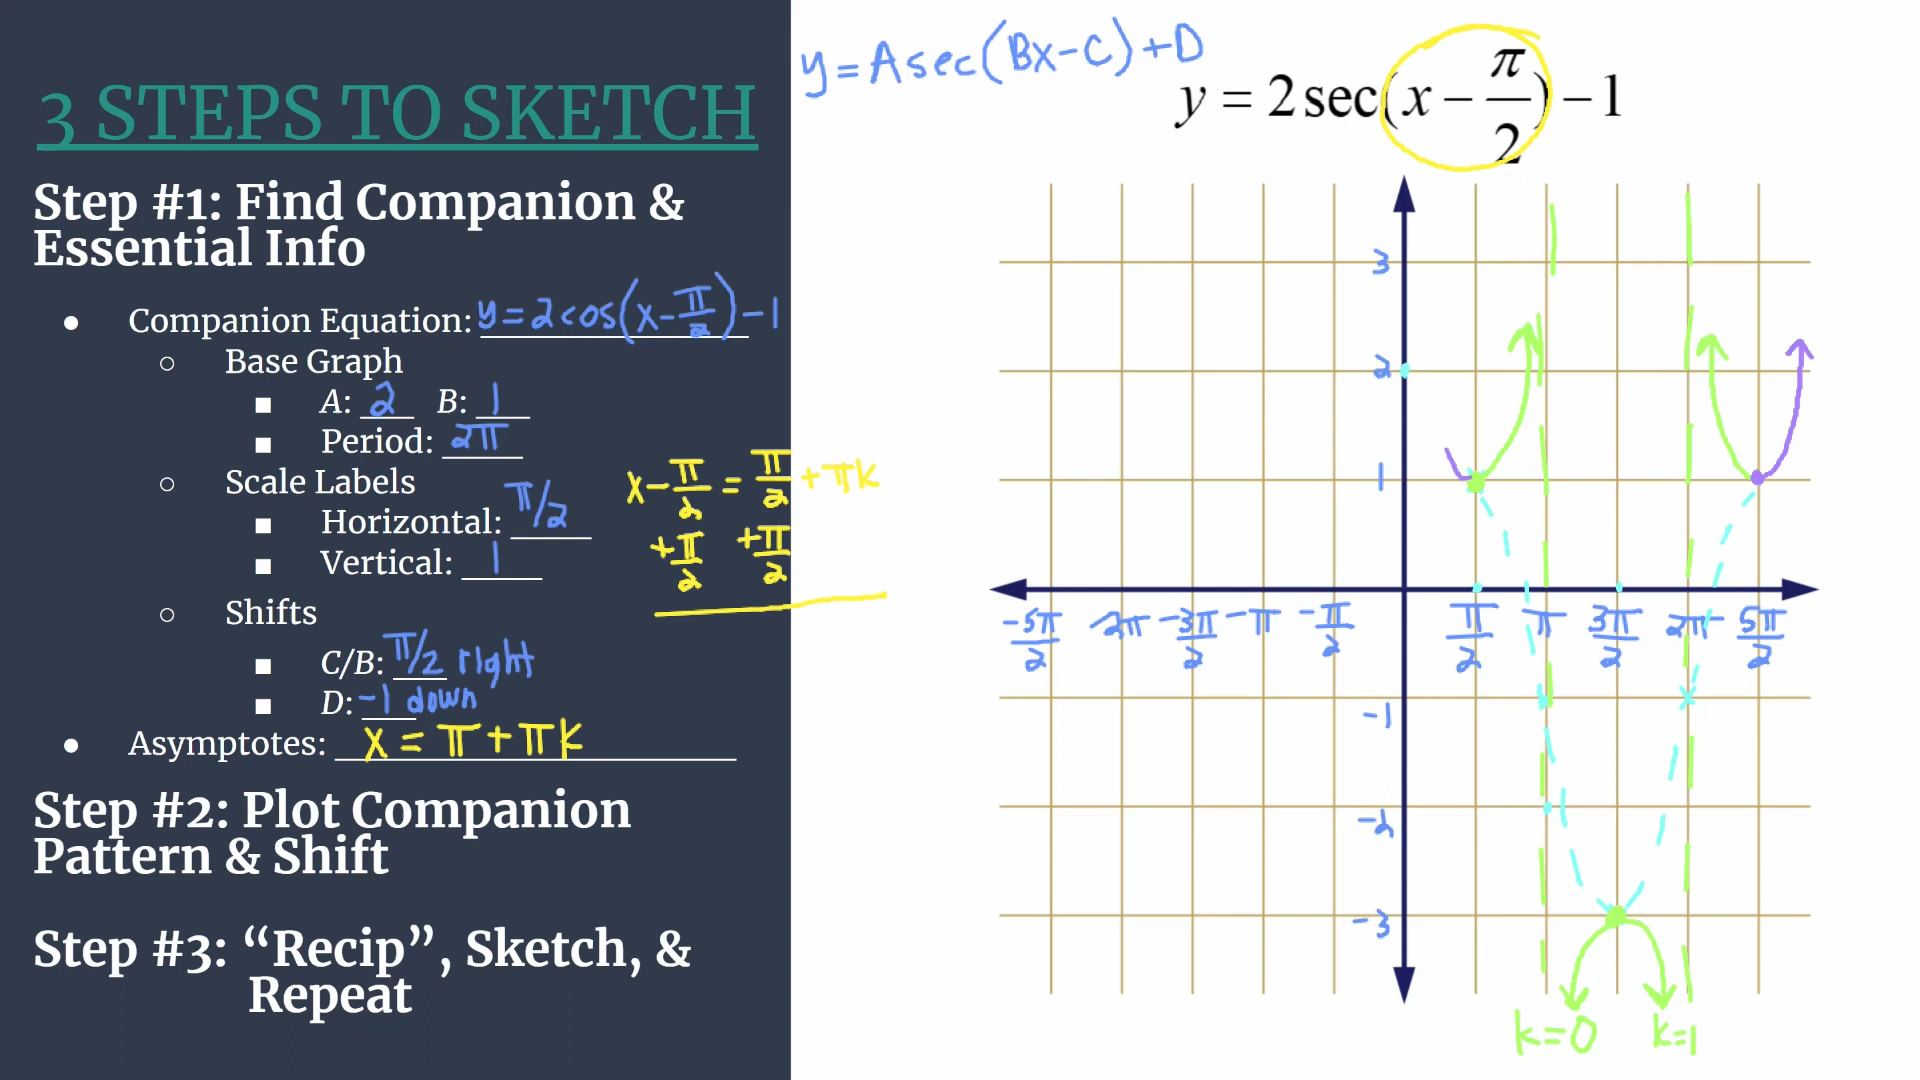 3 STEPS TO SKETCH
Step #1: Find Companion &
Essential Info
● Companion Equation: y=2cos(x-π/2)-1
○ Base Graph
■ A: 2 B: 1
■ Period: 2π
○ Scale Labels
■ Horizontal: π/2
■ Vertical: 1
○ Shifts
■ C/B: π/2 right
■ D: -1 down
● Asymptotes: x = π + πk
Step #2: Plot Companion
Pattern & Shift
Step #3: “Recip”, Sketch, &
Repeat
x-π/2 = π/2 + πk
+π/2 +π/2
y=Asec(Bx-C)+D
y = 2sec(x − π/2) − 1
3
2
1
-5π/2 -2π -3π/2 -π -π/2 π/2 π 3π/2 2π 5π/2
-1
-2
-3
k=0 k=1